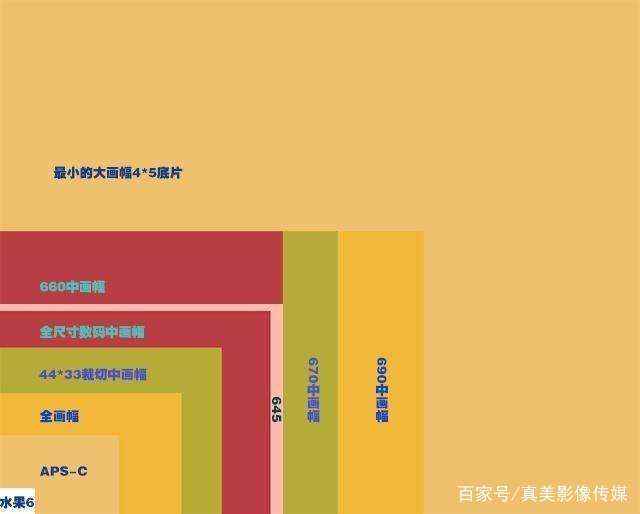 最小的大画幅4*5底片
660中画幅
全尺寸数码中画幅
44*33裁切中画幅
全画幅
APS-C
水果6
645
670中画幅
690中画幅
百家号/真美影像传媒